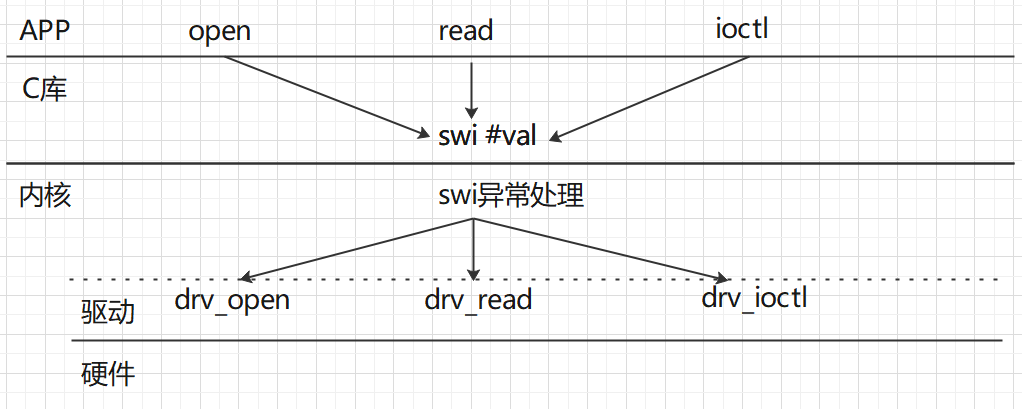 APP open read ioctl
C库
swi #val
内核 swi异常处理
驱动 drv_open drv_read drv_ioctl
硬件